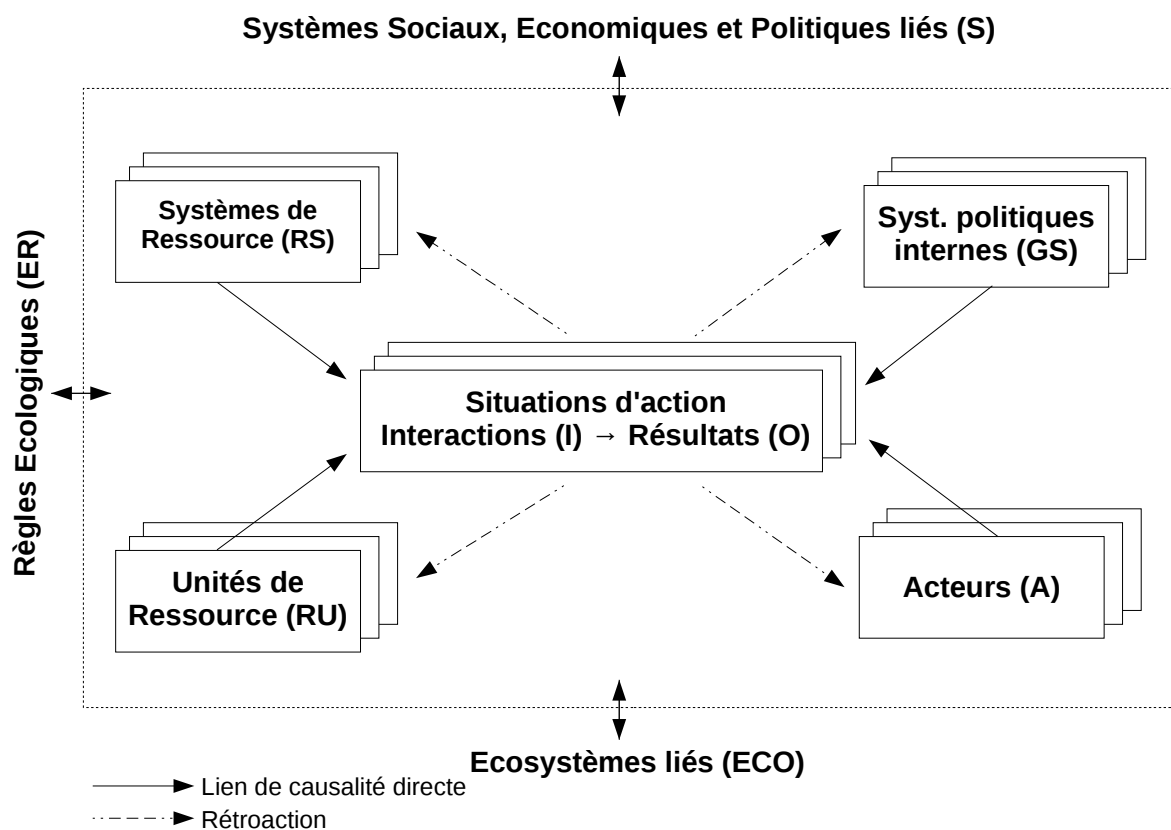 Systèmes Sociaux, Economiques et Politiques liés (S)
Systèmes de
Ressource (RS)
Syst. politiques
internes (GS)
Règles Ecologiques (ER)
Situations d'action
Interactions (I) → Résultats (O)
Unités de
Ressource (RU)
Acteurs (A)
Ecosystèmes liés (ECO)
Lien de causalité directe
Rétroaction